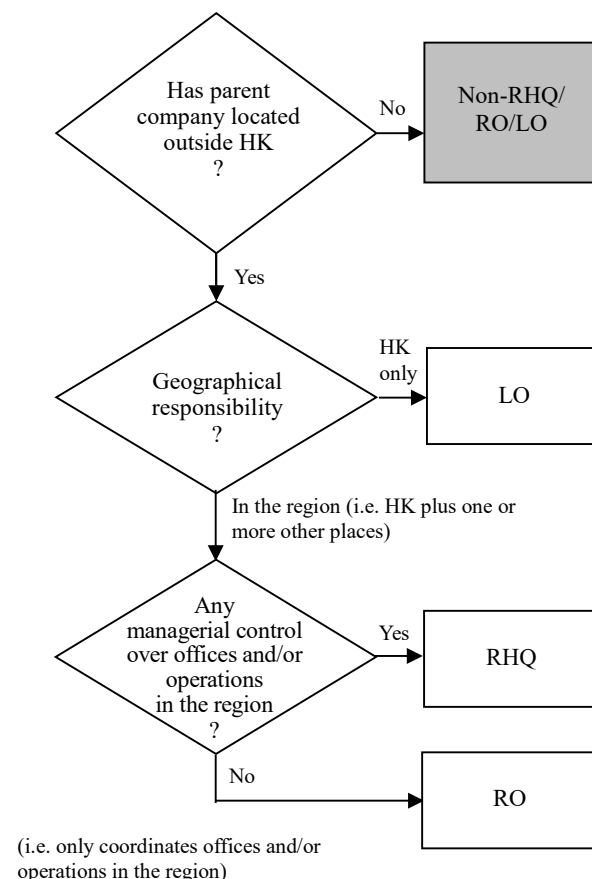 Has parent
company located
outside HK
?
No
Non-RHQ/
RO/LO
Yes
Geographical
responsibility
?
HK
only
LO
In the region (i.e. HK plus one or
more other places)
Any
managerial control
over offices and/or
operations
in the region
?
Yes
RHQ
No
RO
(i.e. only coordinates offices and/or
operations in the region)